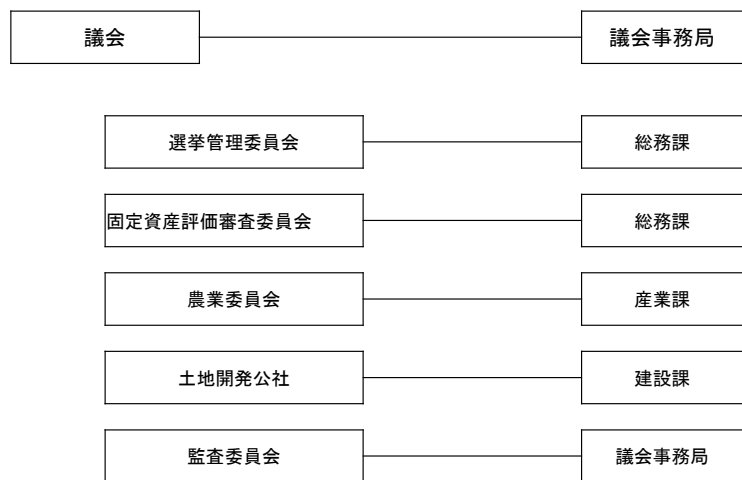 議会
議会事務局
選挙管理委員会
総務課
固定資産評価審査委員会
総務課
農業委員会
産業課
土地開発公社
建設課
監査委員会
議会事務局